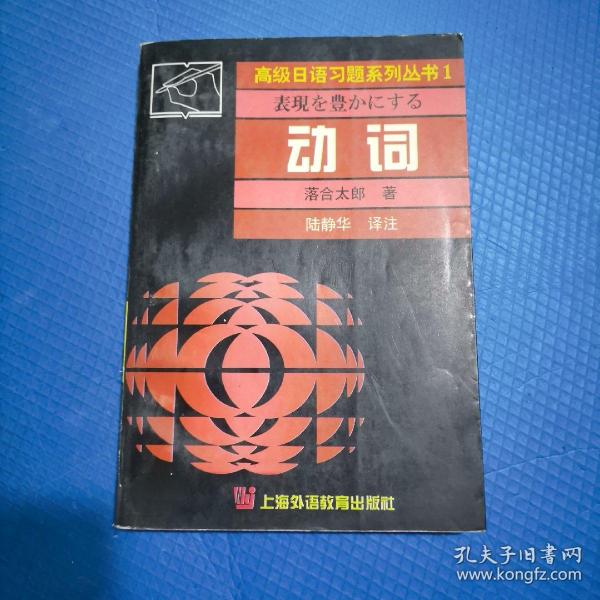 高级日语习题系列丛书1
表現を豊かにする
动词
落合太郎 著
陆静华 译注
上海外语教育出版社
孔夫子旧书网
www.kongfz.com